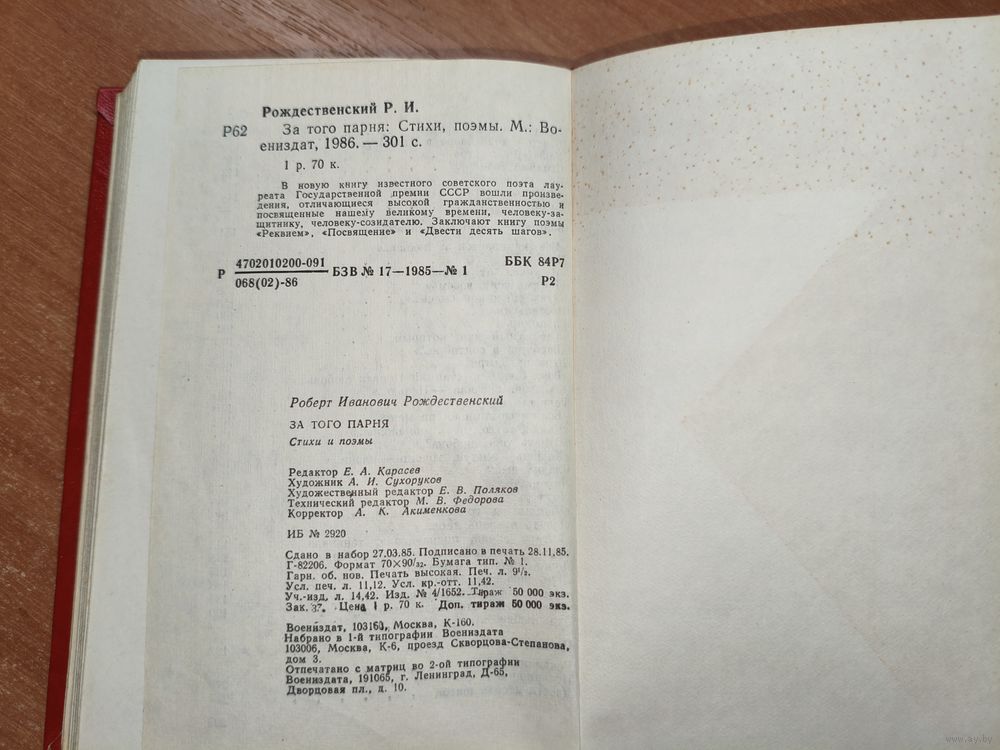 Рождественский Р. И.
Р62 За того парня: Стихи, поэмы. М.: Во-
ениздат, 1986. — 301 с.
1 р. 70 к.
В новую книгу известного советского поэта лау-
реата Государственной премии СССР вошли произве-
дения, отличающиеся высокой гражданственностью и
посвященные нашему великому времени, человеку-за-
щитнику, человеку-созидателю. Заключают книгу поэмы
«Реквием», «Посвящение» и «Двести десять шагов».
Р 4702010200-091 / 068(02)-86 БЗВ № 17—1985—№ 1
ББК 84Р7
Р2
Роберт Иванович Рождественский
ЗА ТОГО ПАРНЯ
Стихи и поэмы
Редактор Е. А. Карасев
Художник А. И. Сухоруков
Художественный редактор Е. В. Поляков
Технический редактор М. В. Федорова
Корректор А. К. Акименкова
ИБ № 2920
Сдано в набор 27.03.85. Подписано в печать 28.11.85.
Г-82206. Формат 70×90/32. Бумага тип. № 1.
Гарн. об. нов. Печать высокая. Печ. л. 9 1/2.
Усл. печ. л. 11,12. Усл. кр.-отт. 11,42.
Уч.-изд. л. 14,42. Изд. № 4/1652. Тираж 50 000 экз.
Зак. 37. Цена 1 р. 70 к. Доп. тираж 50 000 экз.
Воениздат, 103160, Москва, К-160.
Набрано в 1-й типографии Воениздата
103006, Москва, К-6, проезд Скворцова-Степанова,
дом 3.
Отпечатано с матриц во 2-ой типографии
Воениздата, 191065, г. Ленинград, Д-65,
Дворцовая пл., д. 10.
www.ay.by